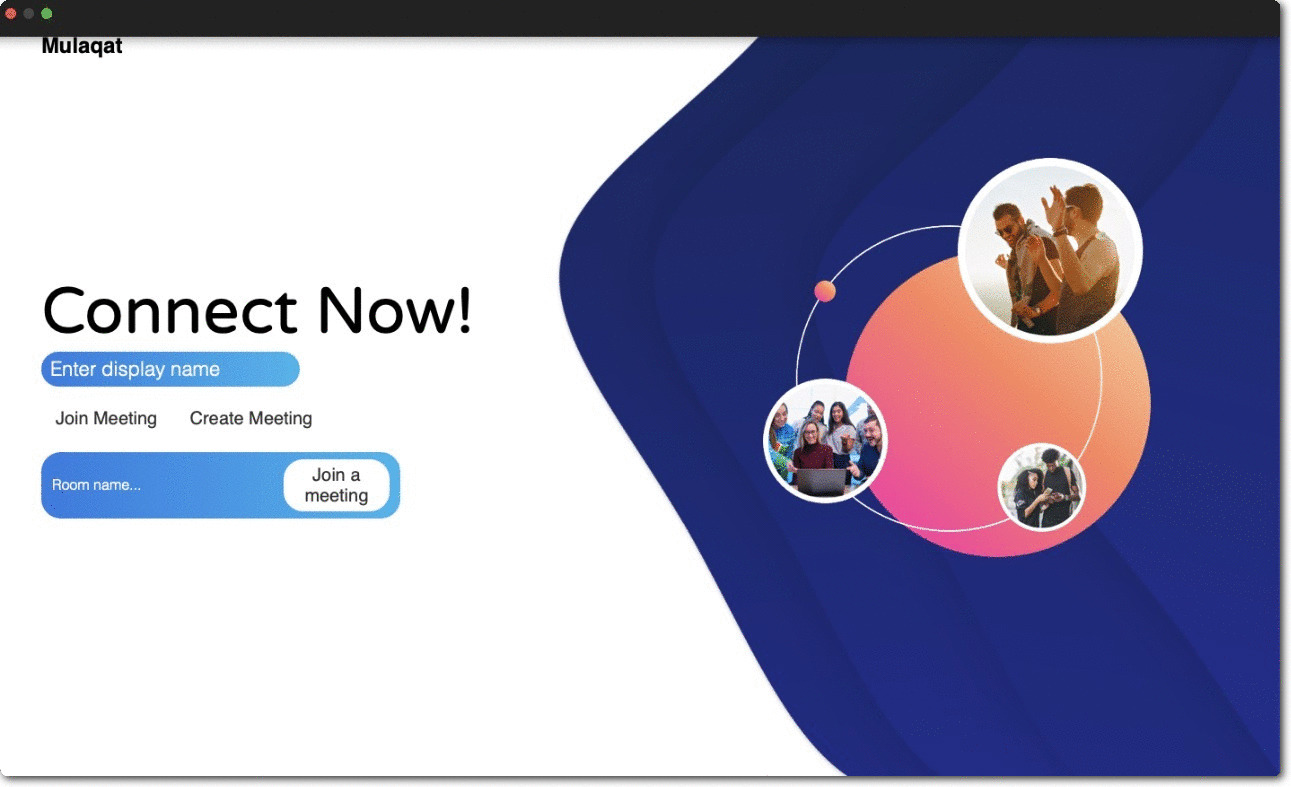 Mulaqat
Connect Now!
Enter display name
Join Meeting Create Meeting
Room name...
Join a
meeting